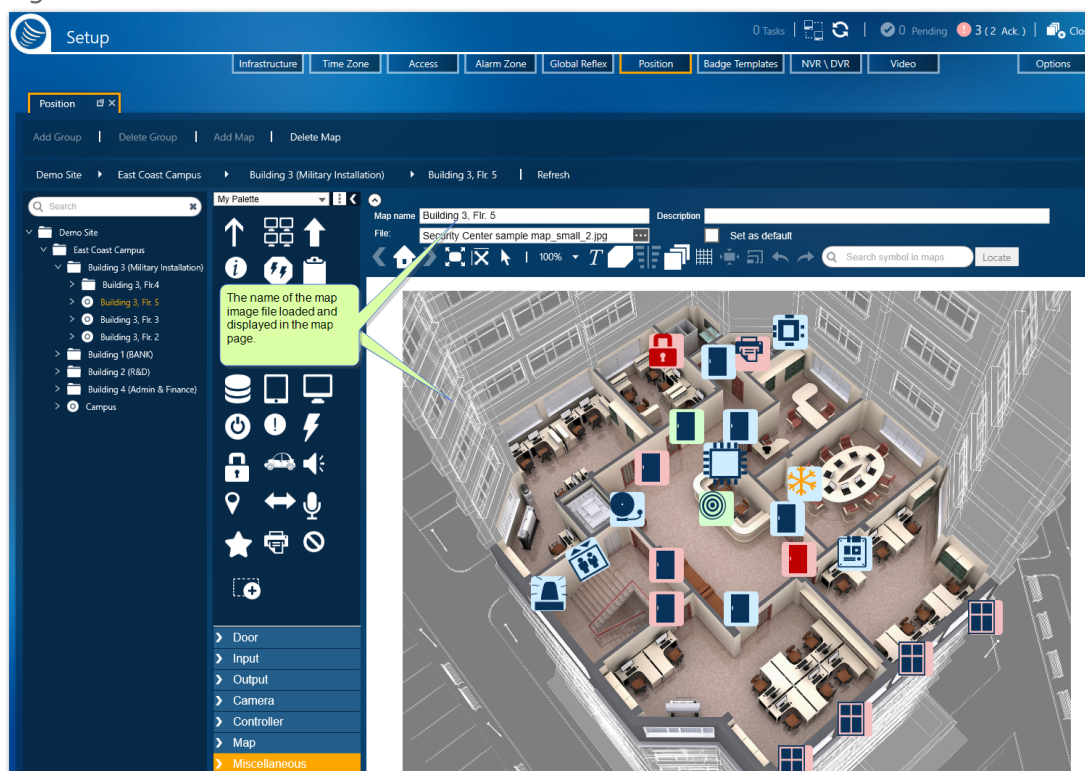 Setup
0 Tasks
0 Pending
3 ( 2 Ack. )
Infrastructure
Time Zone
Access
Alarm Zone
Global Reflex
Position
Badge Templates
NVR \ DVR
Video
Options
Position
Add Group
Delete Group
Add Map
Delete Map
Demo Site
East Coast Campus
Building 3 (Military Installation)
Building 3, Flr. 5
Refresh
Search
Demo Site
East Coast Campus
Building 3 (Military Installation)
Building 3, Flr.4
Building 3, Flr. 5
Building 3, Flr. 3
Building 3, Flr. 2
Building 1 (BANK)
Building 2 (R&D)
Building 4 (Admin & Finance)
Campus
My Palette
Map name
Building 3, Flr. 5
Description
File:
Security Center sample map_small_2.jpg
Set as default
100%
T
Search symbol in maps
Locate
The name of the map
image file loaded and
displayed in the map
page.
Door
Input
Output
Camera
Controller
Map
Miscellaneous